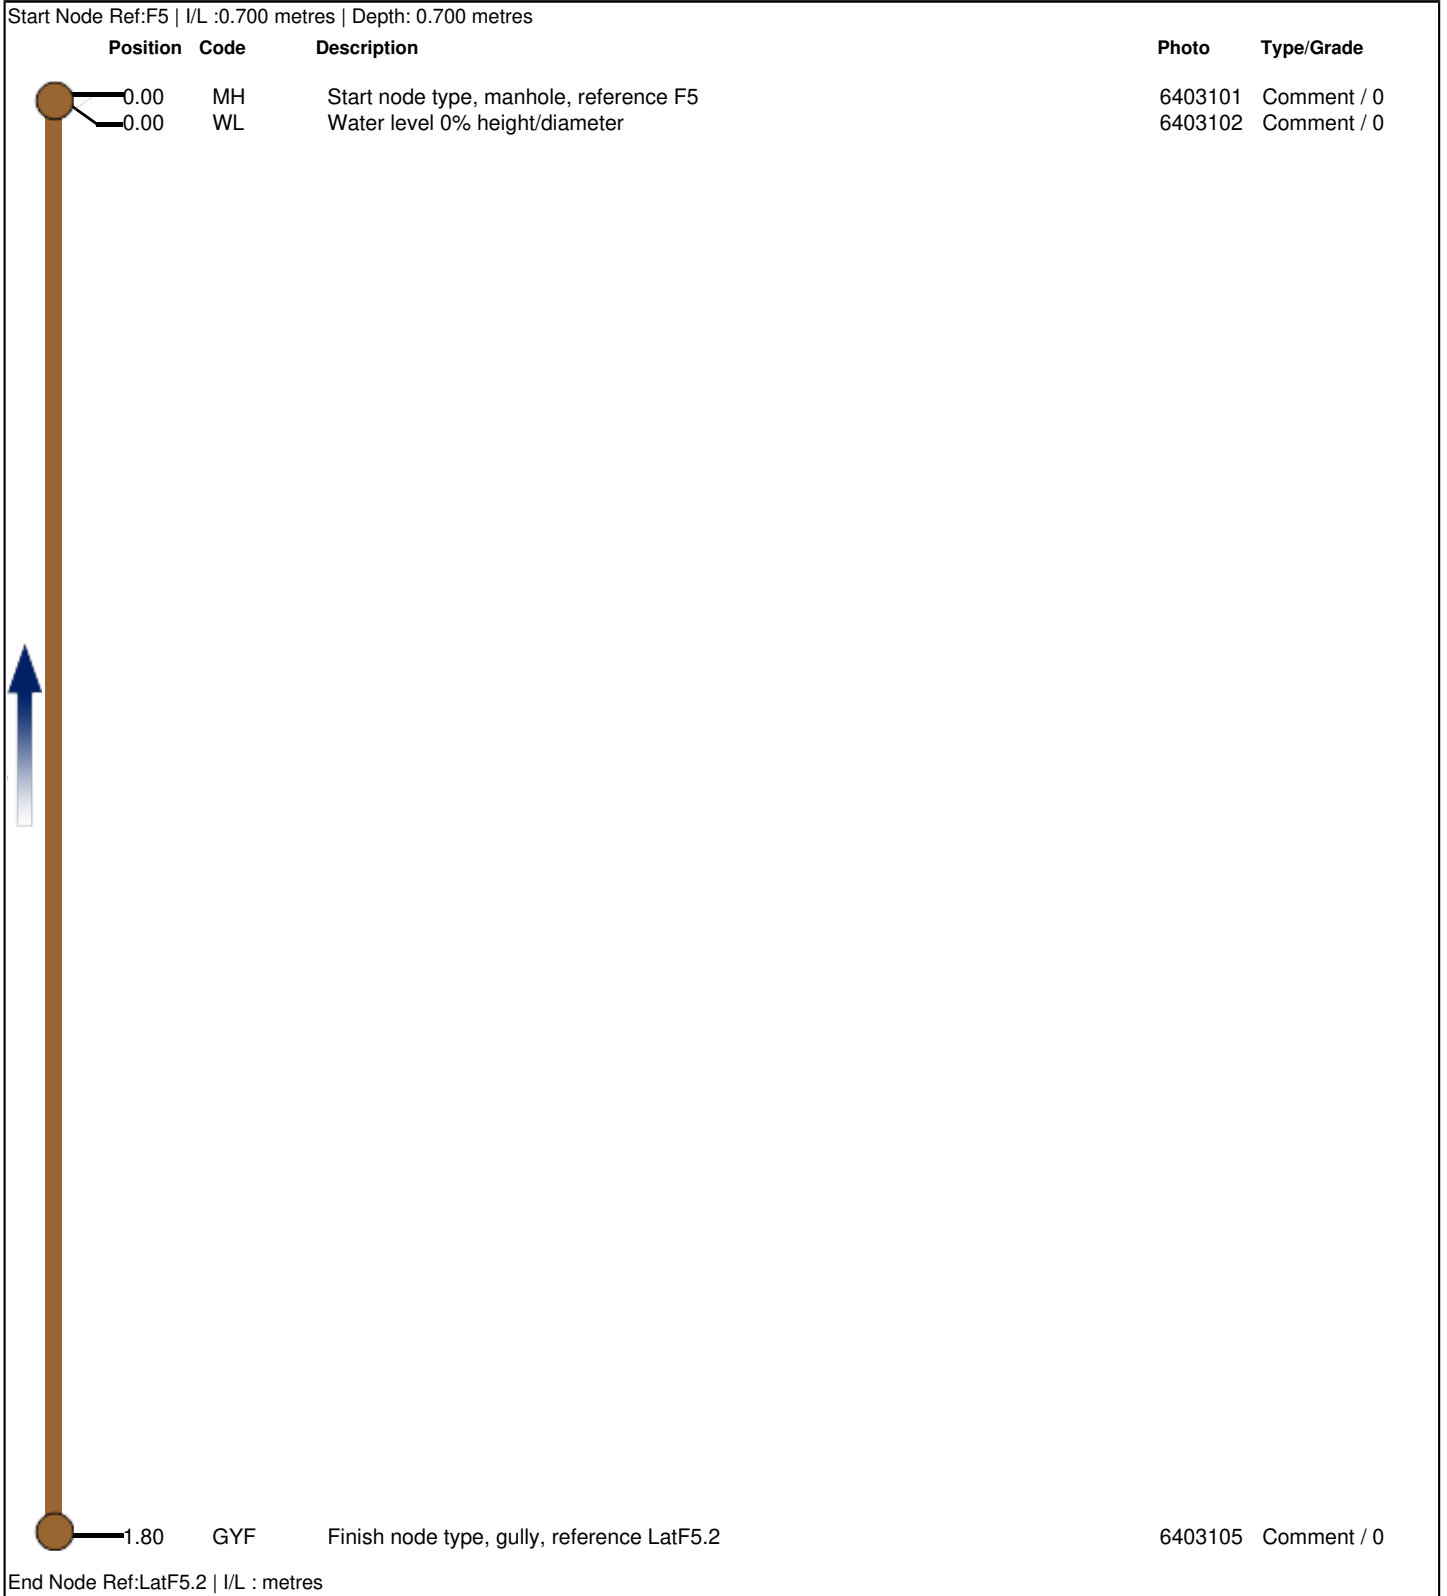 Start Node Ref:F5 | I/L :0.700 metres | Depth: 0.700 metres
Position Code Description Photo Type/Grade
0.00 MH Start node type, manhole, reference F5 6403101 Comment / 0
0.00 WL Water level 0% height/diameter 6403102 Comment / 0
1.80 GYF Finish node type, gully, reference LatF5.2 6403105 Comment / 0
End Node Ref:LatF5.2 | I/L : metres